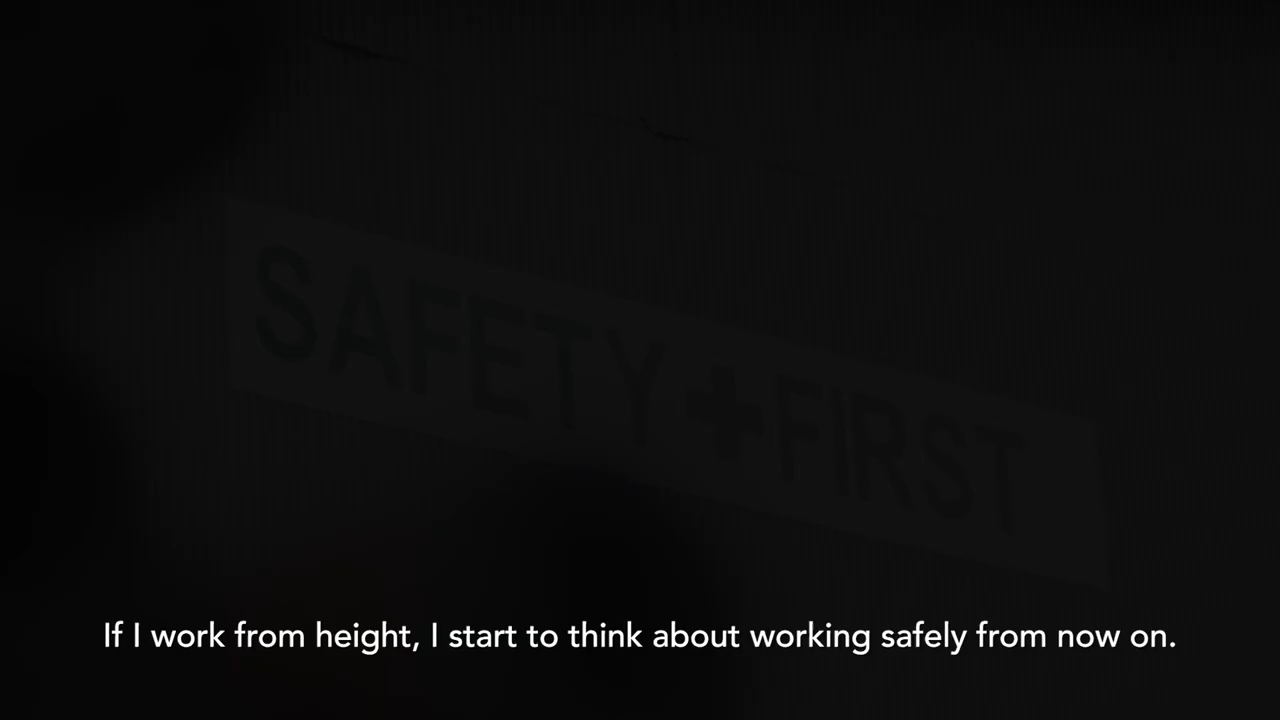 SAFETY + FIRST
If I work from height, I start to think about working safely from now on.